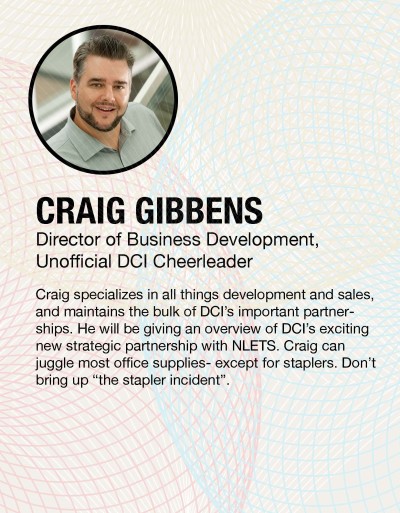 CRAIG GIBBENS
Director of Business Development,
Unofficial DCI Cheerleader
Craig specializes in all things development and sales,
and maintains the bulk of DCI’s important partner-
ships. He will be giving an overview of DCI’s exciting
new strategic partnership with NLETS. Craig can
juggle most office supplies- except for staplers. Don’t
bring up “the stapler incident”.